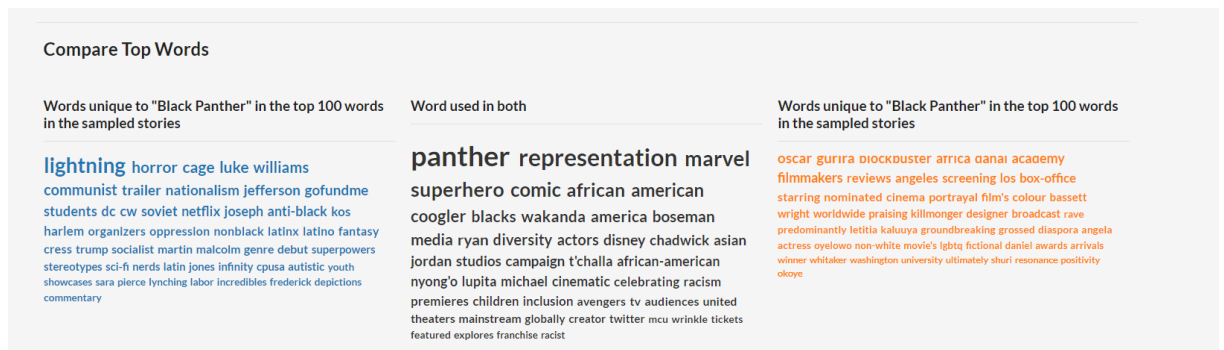 Compare Top Words
Words unique to "Black Panther" in the top 100 words
in the sampled stories
lightning horror cage luke williams
communist trailer nationalism jefferson gofundme
students dc cw soviet netflix joseph anti-black kos
harlem organizers oppression nonblack latinx latino fantasy
cress trump socialist martin malcolm genre debut superpowers
stereotypes sci-fi nerds latin jones infinity cpusa autistic youth
showcases sara pierce lynching labor incredibles frederick depictions
commentary
Word used in both
panther representation marvel
superhero comic african american
coogler blacks wakanda america boseman
media ryan diversity actors disney chadwick asian
jordan studios campaign t'challa african-american
nyong'o lupita michael cinematic celebrating racism
premieres children inclusion avengers tv audiences united
theaters mainstream globally creator twitter mcu wrinkle tickets
featured explores franchise racist
Words unique to "Black Panther" in the top 100 words
in the sampled stories
oscar gurira blockbuster africa danai academy
filmmakers reviews angeles screening los box-office
starring nominated cinema portrayal film's colour bassett
wright worldwide praising killmonger designer broadcast rave
predominantly letitia kaluuya groundbreaking grossed diaspora angela
actress oyelowo non-white movie's lgbtq fictional daniel awards arrivals
winner whitaker washington university ultimately shuri resonance positivity
okoye